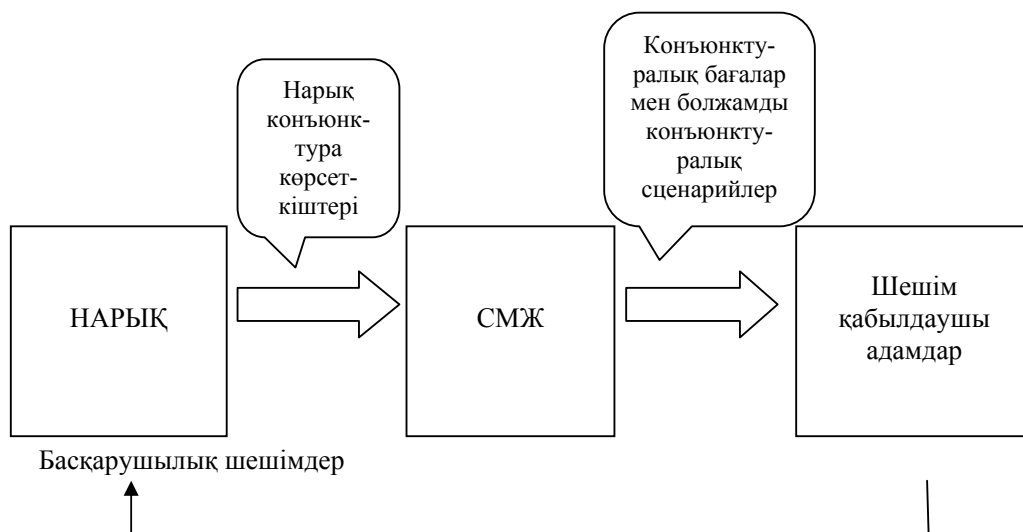 Нарық
конъюнк-
тура
көрсет-
кіштері
Конъюнкту-
ралық бағалар
мен болжамды
конъюнкту-
ралық
сценарийлер
НАРЫҚ
СМЖ
Шешім
қабылдаушы
адамдар
Басқарушылық шешімдер